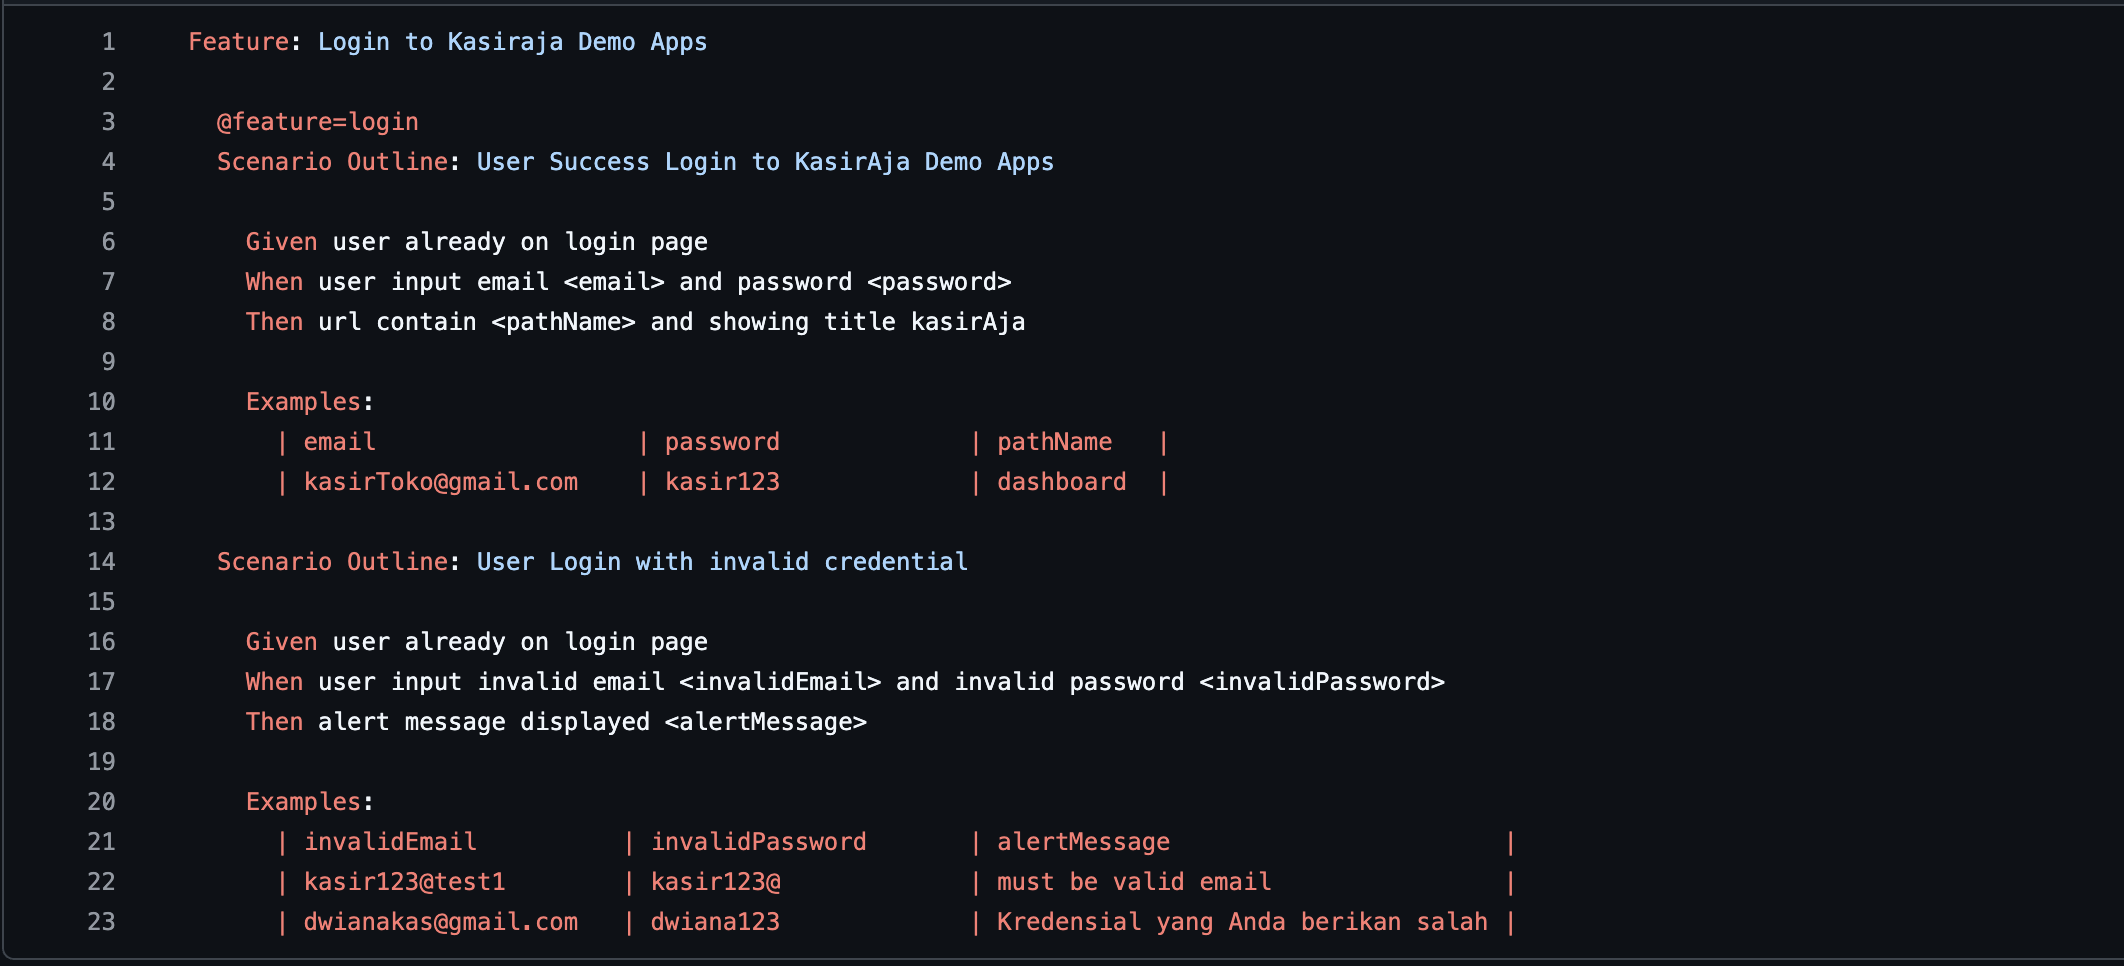 1 Feature: Login to Kasiraja Demo Apps
2
3 @feature=login
4 Scenario Outline: User Success Login to KasirAja Demo Apps
5
6 Given user already on login page
7 When user input email <email> and password <password>
8 Then url contain <pathName> and showing title kasirAja
9
10 Examples:
11 | email | password | pathName |
12 | kasirToko@gmail.com | kasir123 | dashboard |
13
14 Scenario Outline: User Login with invalid credential
15
16 Given user already on login page
17 When user input invalid email <invalidEmail> and invalid password <invalidPassword>
18 Then alert message displayed <alertMessage>
19
20 Examples:
21 | invalidEmail | invalidPassword | alertMessage |
22 | kasir123@test1 | kasir123@ | must be valid email |
23 | dwianakas@gmail.com | dwiana123 | Kredensial yang Anda berikan salah |